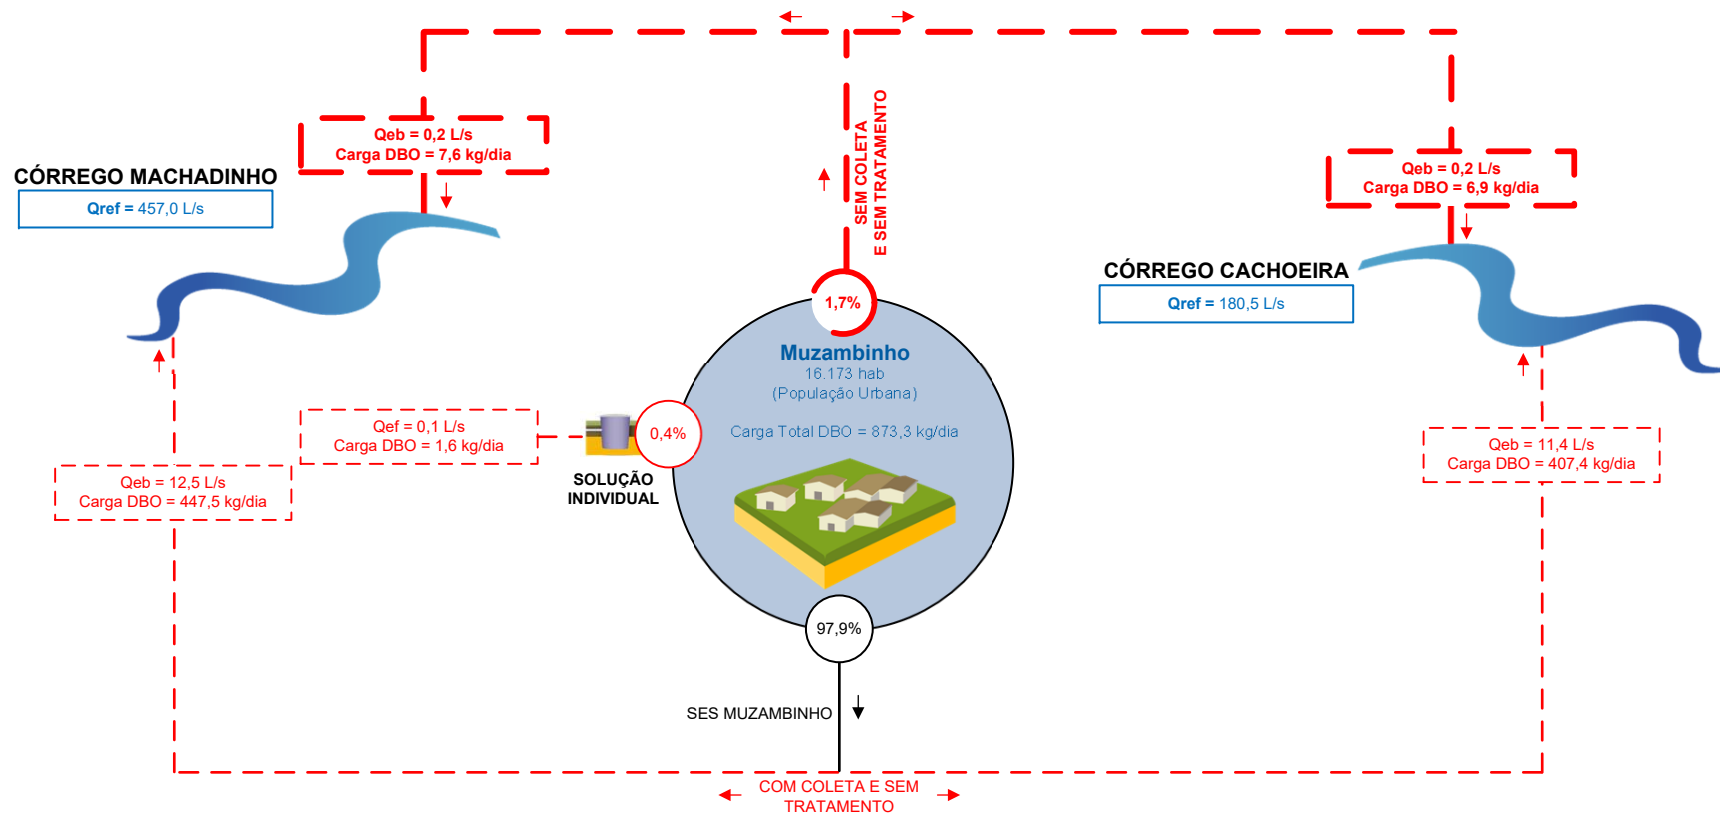 Qeb = 0,2 L/s
Carga DBO = 7,6 kg/dia
CÓRREGO MACHADINHO
Qref = 457,0 L/s
SEM COLETA
E SEM TRATAMENTO
Qeb = 0,2 L/s
Carga DBO = 6,9 kg/dia
CÓRREGO CACHOEIRA
Qref = 180,5 L/s
1,7%
Muzambinho
16.173 hab
(População Urbana)
Carga Total DBO = 873,3 kg/dia
0,4%
Qef = 0,1 L/s
Carga DBO = 1,6 kg/dia
SOLUÇÃO
INDIVIDUAL
Qeb = 12,5 L/s
Carga DBO = 447,5 kg/dia
Qeb = 11,4 L/s
Carga DBO = 407,4 kg/dia
97,9%
SES MUZAMBINHO
COM COLETA E SEM
TRATAMENTO